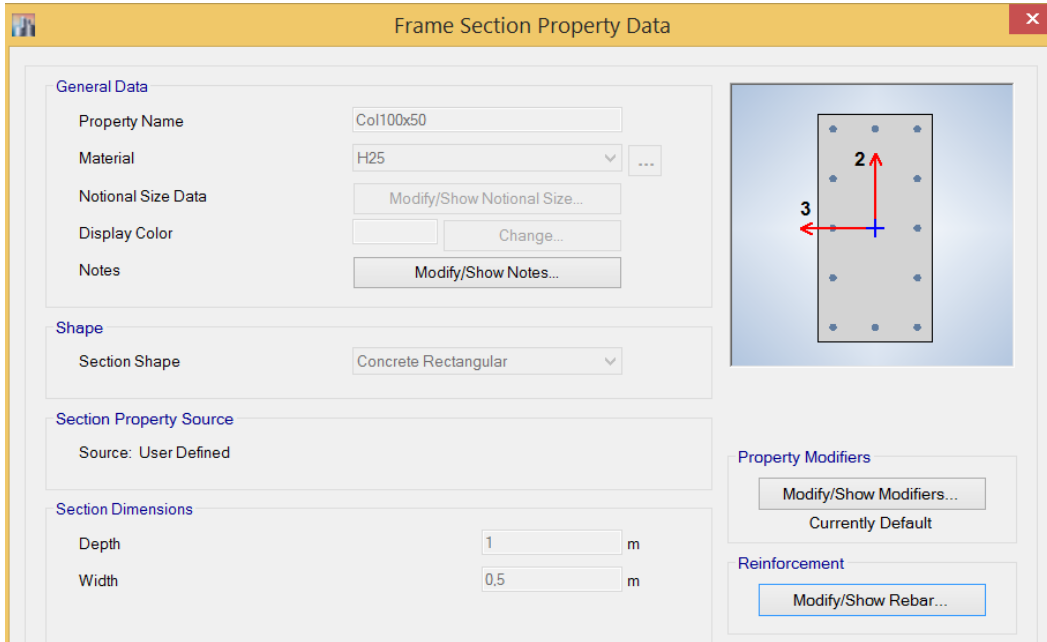 Frame Section Property Data
General Data
Property Name Col100x50
Material H25 ...
Notional Size Data Modify/Show Notional Size...
Display Color Change...
Notes Modify/Show Notes...
2
3
Shape
Section Shape Concrete Rectangular
Section Property Source
Source: User Defined
Property Modifiers
Modify/Show Modifiers...
Currently Default
Section Dimensions
Depth 1 m
Width 0,5 m
Reinforcement
Modify/Show Rebar...